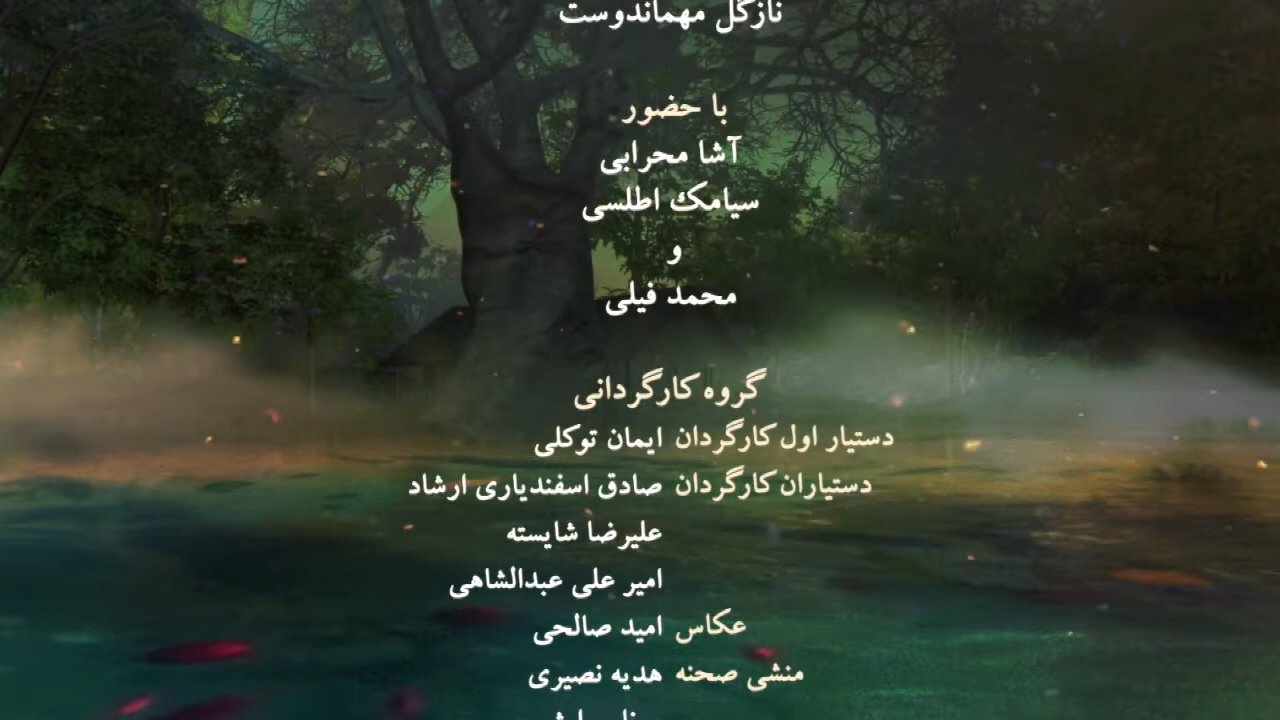 نازگل مهماندوست
با حضور
آشا محرابی
سیامک اطلسی
و
محمد فیلی
گروه کارگردانی
دستیار اول کارگردان ایمان توکلی
دستیاران کارگردان صادق اسفندیاری ارشاد
علیرضا شایسته
امیر علی عبدالشاهی
عکاس امید صالحی
منشی صحنه هدیه نصیری